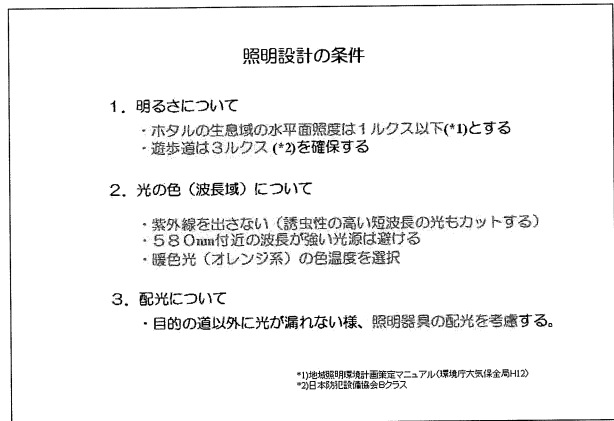 照明設計の条件
1．明るさについて
・ホタルの生息域の水平面照度は1ルクス以下(*1)とする
・遊歩道は3ルクス(*2)を確保する
2．光の色（波長域）について
・紫外線を出さない（誘虫性の高い短波長の光もカットする）
・580nm付近の波長が強い光源は避ける
・暖色光（オレンジ系）の色温度を選択
3．配光について
・目的の道以外に光が漏れない様、照明器具の配光を考慮する。
*1)地域照明環境計画策定マニュアル(環境庁大気保全局H12)
*2)日本防犯設備協会Bクラス